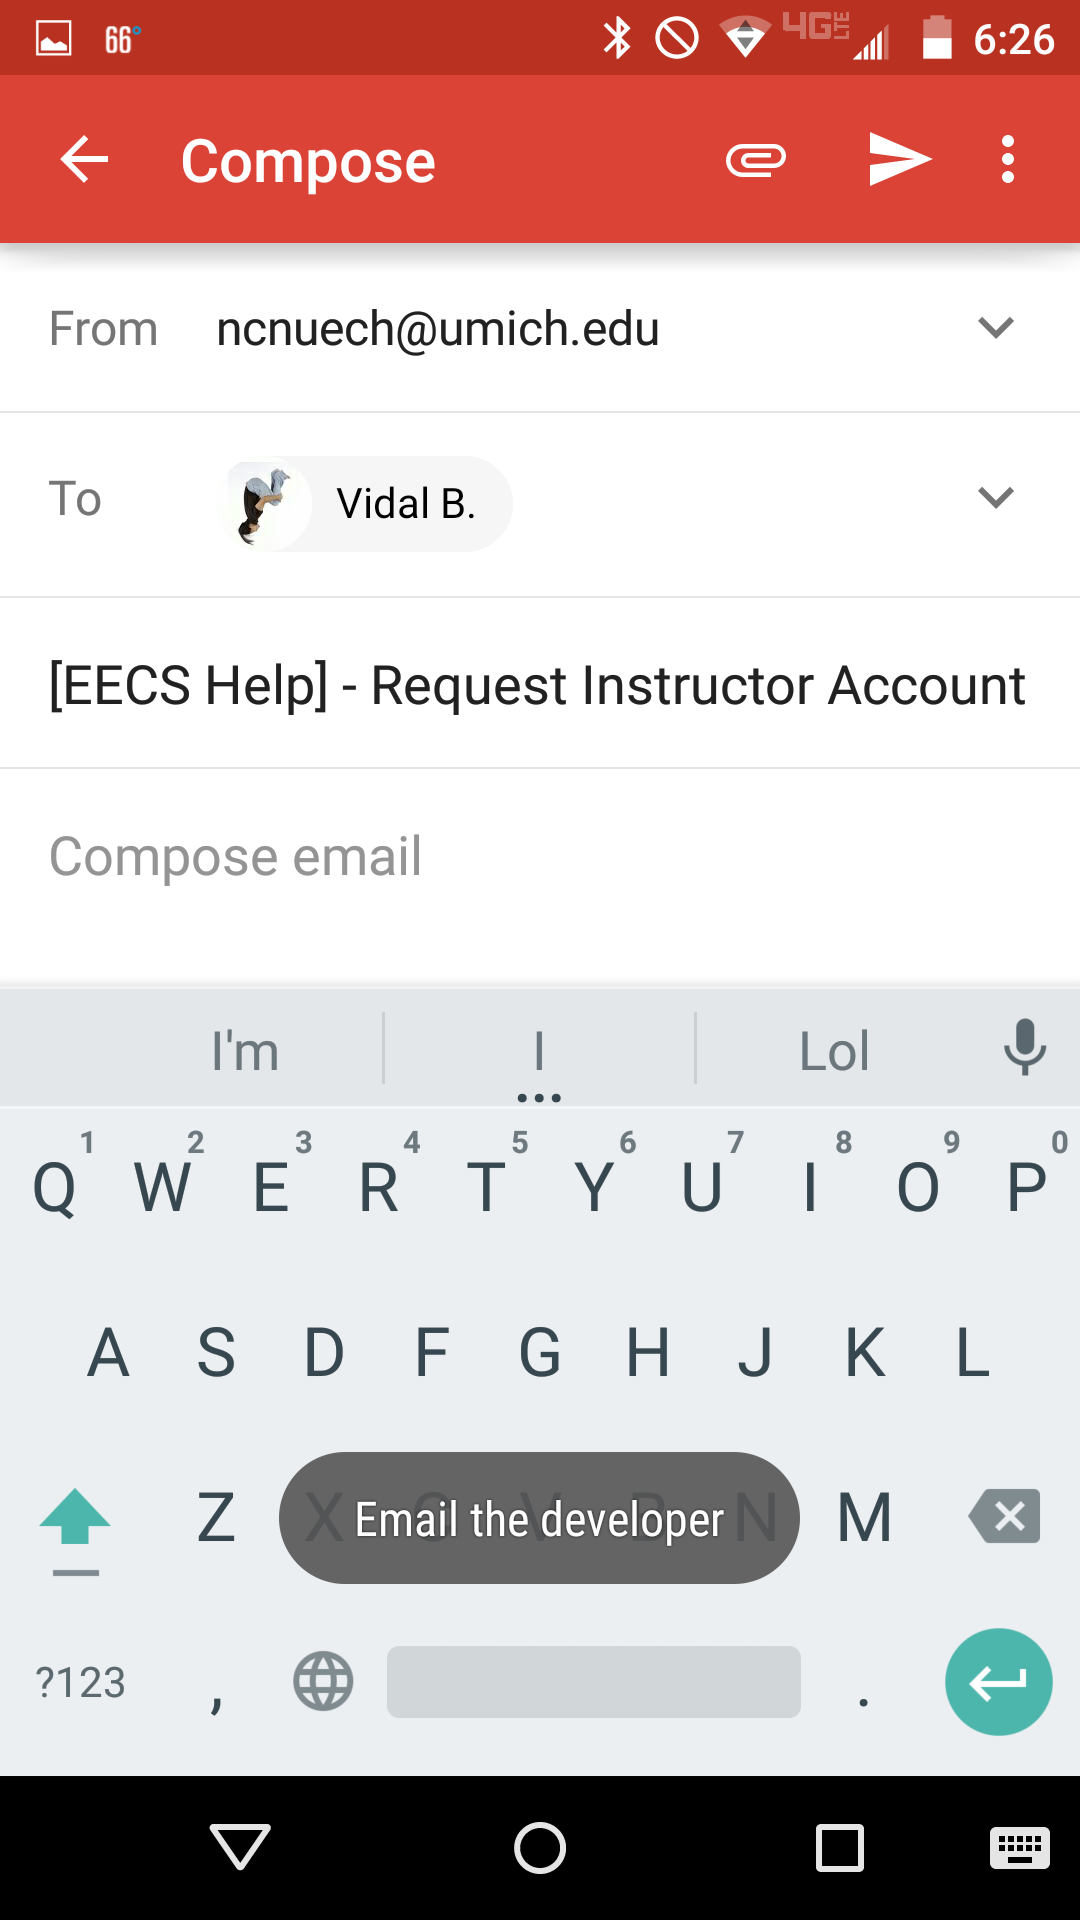 66° 4G LTE 6:26
Compose
From ncnuech@umich.edu
To Vidal B.
[EECS Help] - Request Instructor Account
Compose email
I'm I Lol
1 2 3 4 5 6 7 8 9 0
Q W E R T Y U I O P
A S D F G H J K L
Z X C V B N M
Email the developer
?123 , .